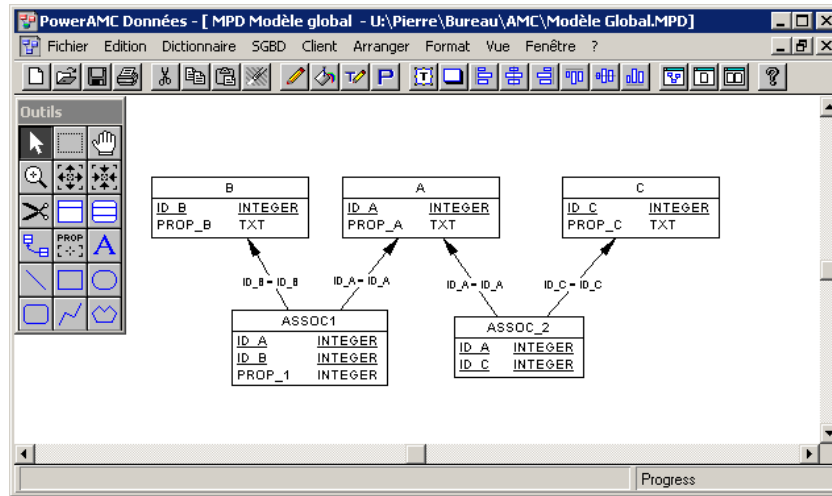 PowerAMC Données - [ MPD Modèle global - U:\Pierre\Bureau\AMC\Modèle Global.MPD]
Fichier Edition Dictionnaire SGBD Client Arranger Format Vue Fenêtre ?
Outils
PROP
A
B
ID_B INTEGER
PROP_B TXT
A
ID_A INTEGER
PROP_A TXT
C
ID_C INTEGER
PROP_C TXT
ID_B = ID_B
ID_A = ID_A
ID_A = ID_A
ID_C = ID_C
ASSOC1
ID_A INTEGER
ID_B INTEGER
PROP_1 INTEGER
ASSOC_2
ID_A INTEGER
ID_C INTEGER
Progress